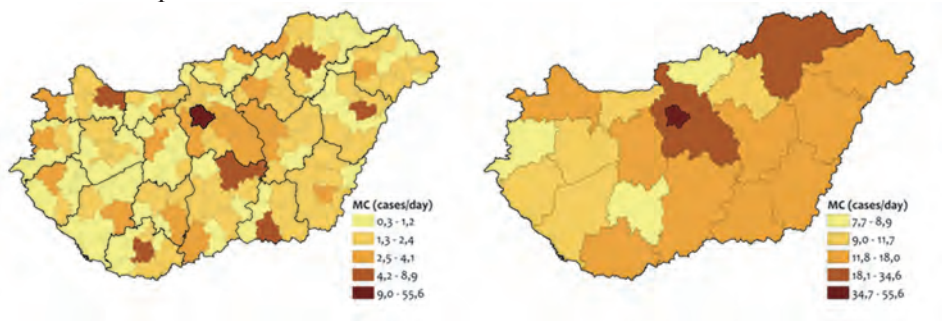 MC (cases/day)
0,3 - 1,2
1,3 - 2,4
2,5 - 4,1
4,2 - 8,9
9,0 - 55,6
MC (cases/day)
7,7 - 8,9
9,0 - 11,7
11,8 - 18,0
18,1 - 34,6
34,7 - 55,6